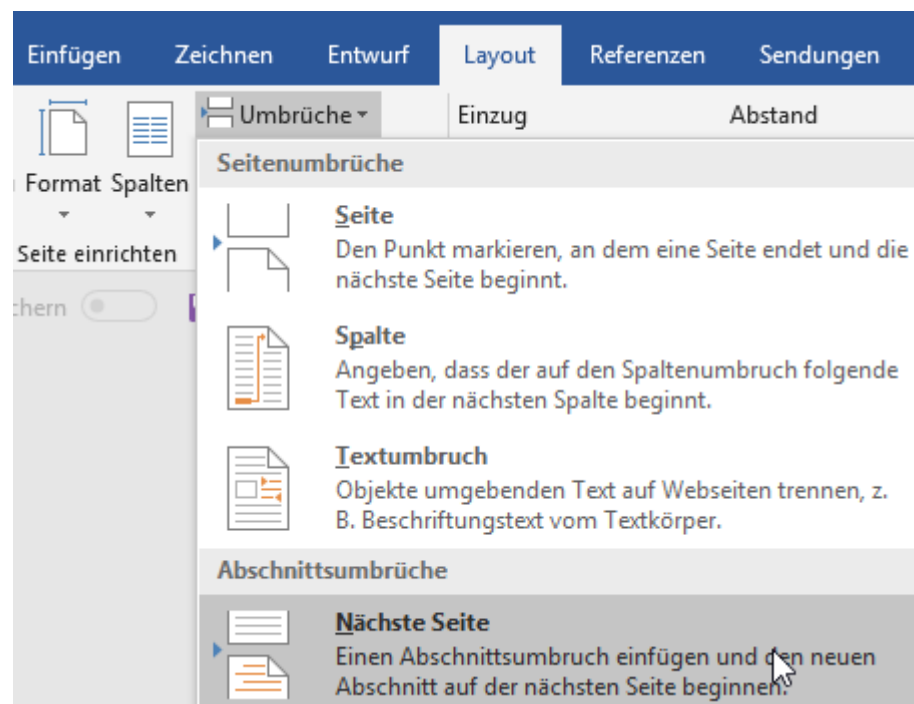 Einfügen Zeichnen Entwurf Layout Referenzen Sendungen
Umbrüche Einzug Abstand
Format Spalten
Seite einrichten
Seitenumbrüche
Seite
Den Punkt markieren, an dem eine Seite endet und die
nächste Seite beginnt.
Spalte
Angeben, dass der auf den Spaltenumbruch folgende
Text in der nächsten Spalte beginnt.
Textumbruch
Objekte umgebenden Text auf Webseiten trennen, z.
B. Beschriftungstext vom Textkörper.
Abschnittsumbrüche
Nächste Seite
Einen Abschnittsumbruch einfügen und den neuen
Abschnitt auf der nächsten Seite beginnen.